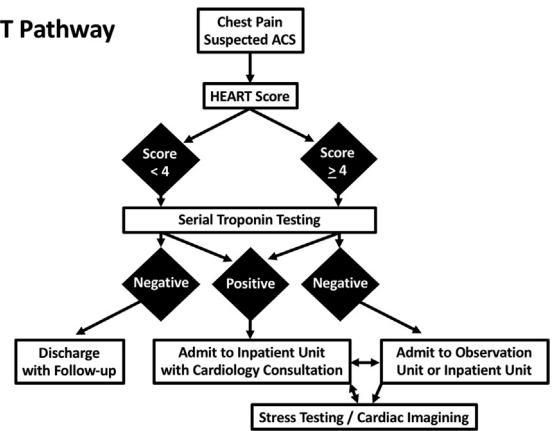 T Pathway
Chest Pain
Suspected ACS
HEART Score
Score
< 4
Score
≥ 4
Serial Troponin Testing
Negative
Positive
Negative
Discharge
with Follow-up
Admit to Inpatient Unit
with Cardiology Consultation
Admit to Observation
Unit or Inpatient Unit
Stress Testing / Cardiac Imagining